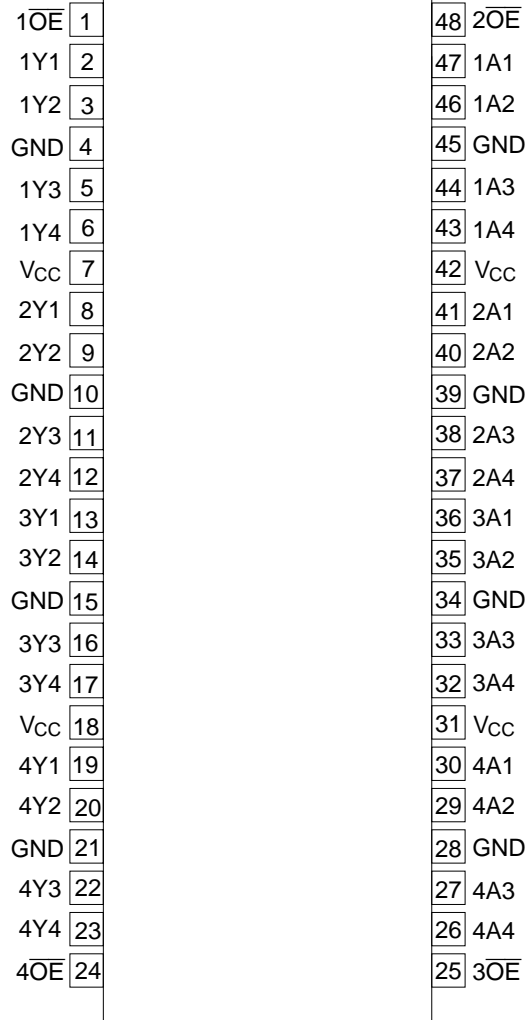 1O̅E̅ 1 48 2O̅E̅
1Y1 2 47 1A1
1Y2 3 46 1A2
GND 4 45 GND
1Y3 5 44 1A3
1Y4 6 43 1A4
VCC 7 42 VCC
2Y1 8 41 2A1
2Y2 9 40 2A2
GND 10 39 GND
2Y3 11 38 2A3
2Y4 12 37 2A4
3Y1 13 36 3A1
3Y2 14 35 3A2
GND 15 34 GND
3Y3 16 33 3A3
3Y4 17 32 3A4
VCC 18 31 VCC
4Y1 19 30 4A1
4Y2 20 29 4A2
GND 21 28 GND
4Y3 22 27 4A3
4Y4 23 26 4A4
4O̅E̅ 24 25 3O̅E̅